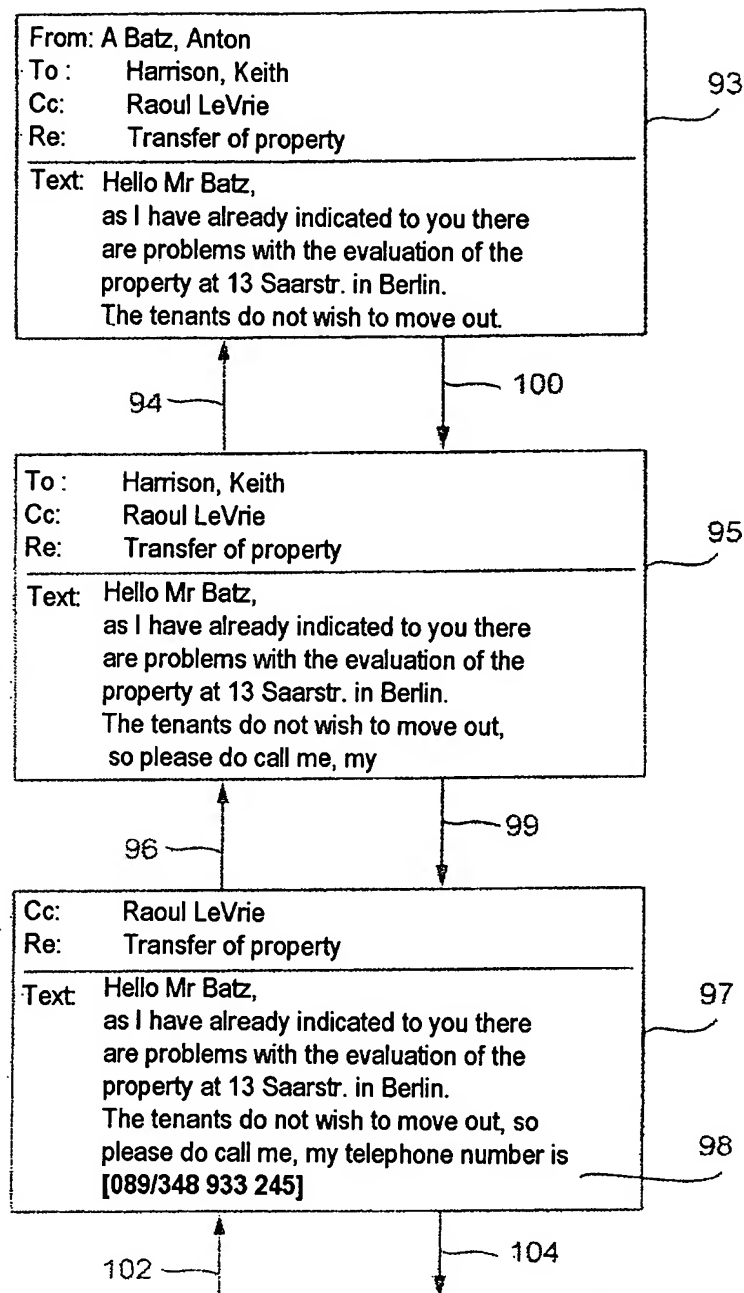 From: A Batz, Anton
To : Harrison, Keith
Cc: Raoul LeVrie
Re: Transfer of property
93
Text: Hello Mr Batz,
as I have already indicated to you there
are problems with the evaluation of the
property at 13 Saarstr. in Berlin.
The tenants do not wish to move out.
94
100
To : Harrison, Keith
Cc: Raoul LeVrie
Re: Transfer of property
95
Text: Hello Mr Batz,
as I have already indicated to you there
are problems with the evaluation of the
property at 13 Saarstr. in Berlin.
The tenants do not wish to move out,
so please do call me, my
96
99
Cc: Raoul LeVrie
Re: Transfer of property
Text: Hello Mr Batz,
as I have already indicated to you there
are problems with the evaluation of the
property at 13 Saarstr. in Berlin.
The tenants do not wish to move out, so
please do call me, my telephone number is
[089/348 933 245]
97
98
102
104